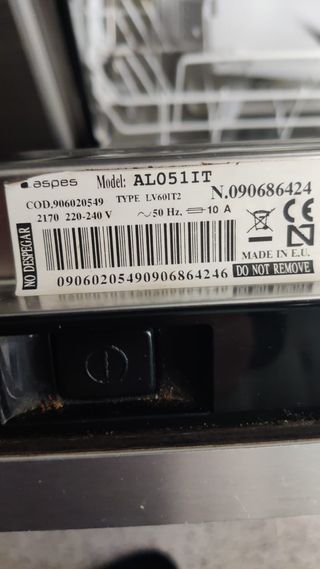 aspes Model: AL051IT
COD.906020549 TYPE LV60IT2 N.090686424
2170 220-240 V ~50 Hz. 10 A
NO DESPEGAR
CE
N
MADE IN E.U.
09060205490906864246 DO NOT REMOVE